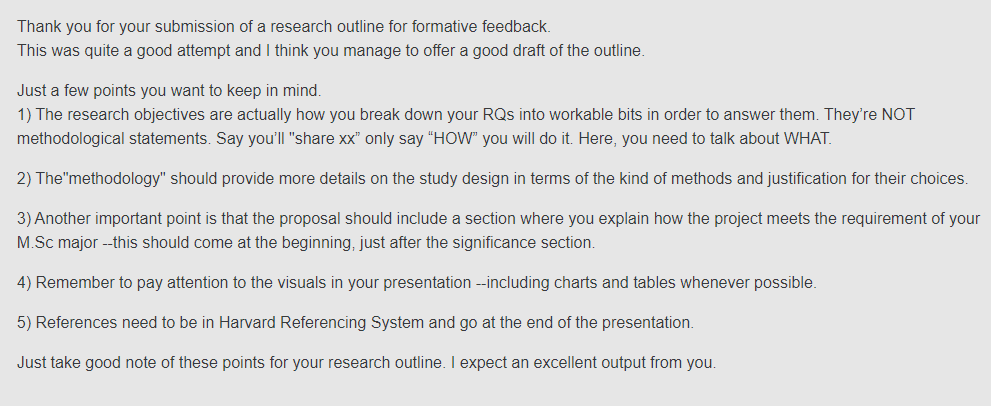 Thank you for your submission of a research outline for formative feedback.
This was quite a good attempt and I think you manage to offer a good draft of the outline.
Just a few points you want to keep in mind.
1) The research objectives are actually how you break down your RQs into workable bits in order to answer them. They’re NOT
methodological statements. Say you’ll "share xx” only say “HOW” you will do it. Here, you need to talk about WHAT.
2) The"methodology" should provide more details on the study design in terms of the kind of methods and justification for their choices.
3) Another important point is that the proposal should include a section where you explain how the project meets the requirement of your
M.Sc major --this should come at the beginning, just after the significance section.
4) Remember to pay attention to the visuals in your presentation --including charts and tables whenever possible.
5) References need to be in Harvard Referencing System and go at the end of the presentation.
Just take good note of these points for your research outline. I expect an excellent output from you.